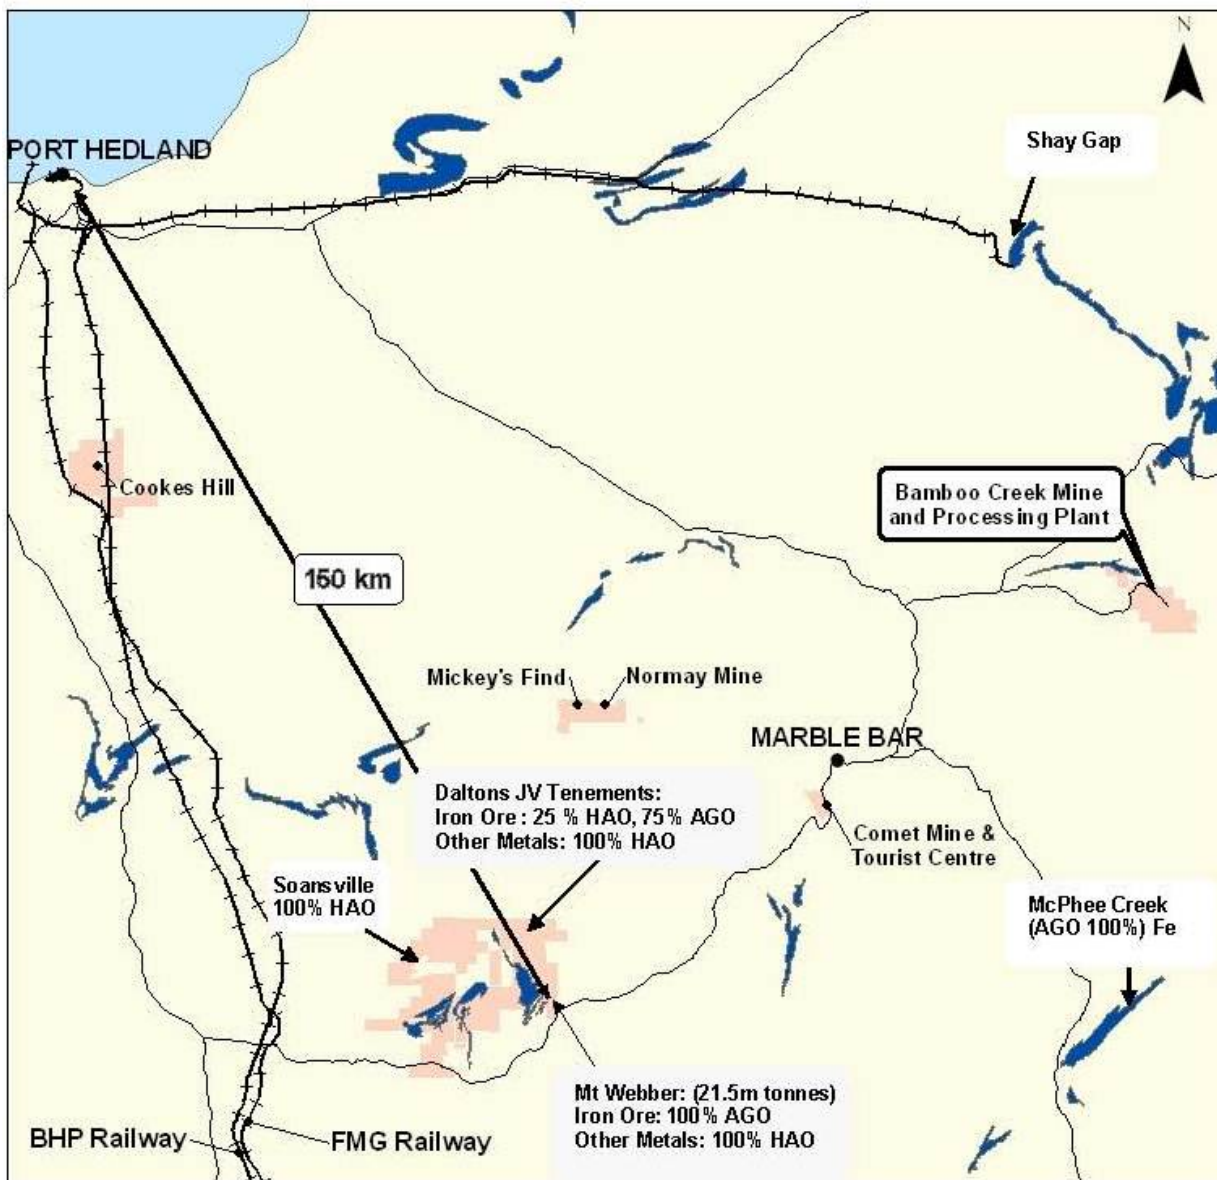 N
PORT HEDLAND
Shay Gap
Cookes Hill
Bamboo Creek Mine
and Processing Plant
150 km
Mickey's Find
Normay Mine
MARBLE BAR
Daltons JV Tenements:
Iron Ore : 25 % HAO, 75% AGO
Other Metals: 100% HAO
Comet Mine &
Tourist Centre
Soansville
100% HAO
McPhee Creek
(AGO 100%) Fe
Mt Webber: (21.5m tonnes)
Iron Ore: 100% AGO
Other Metals: 100% HAO
BHP Railway
FMG Railway